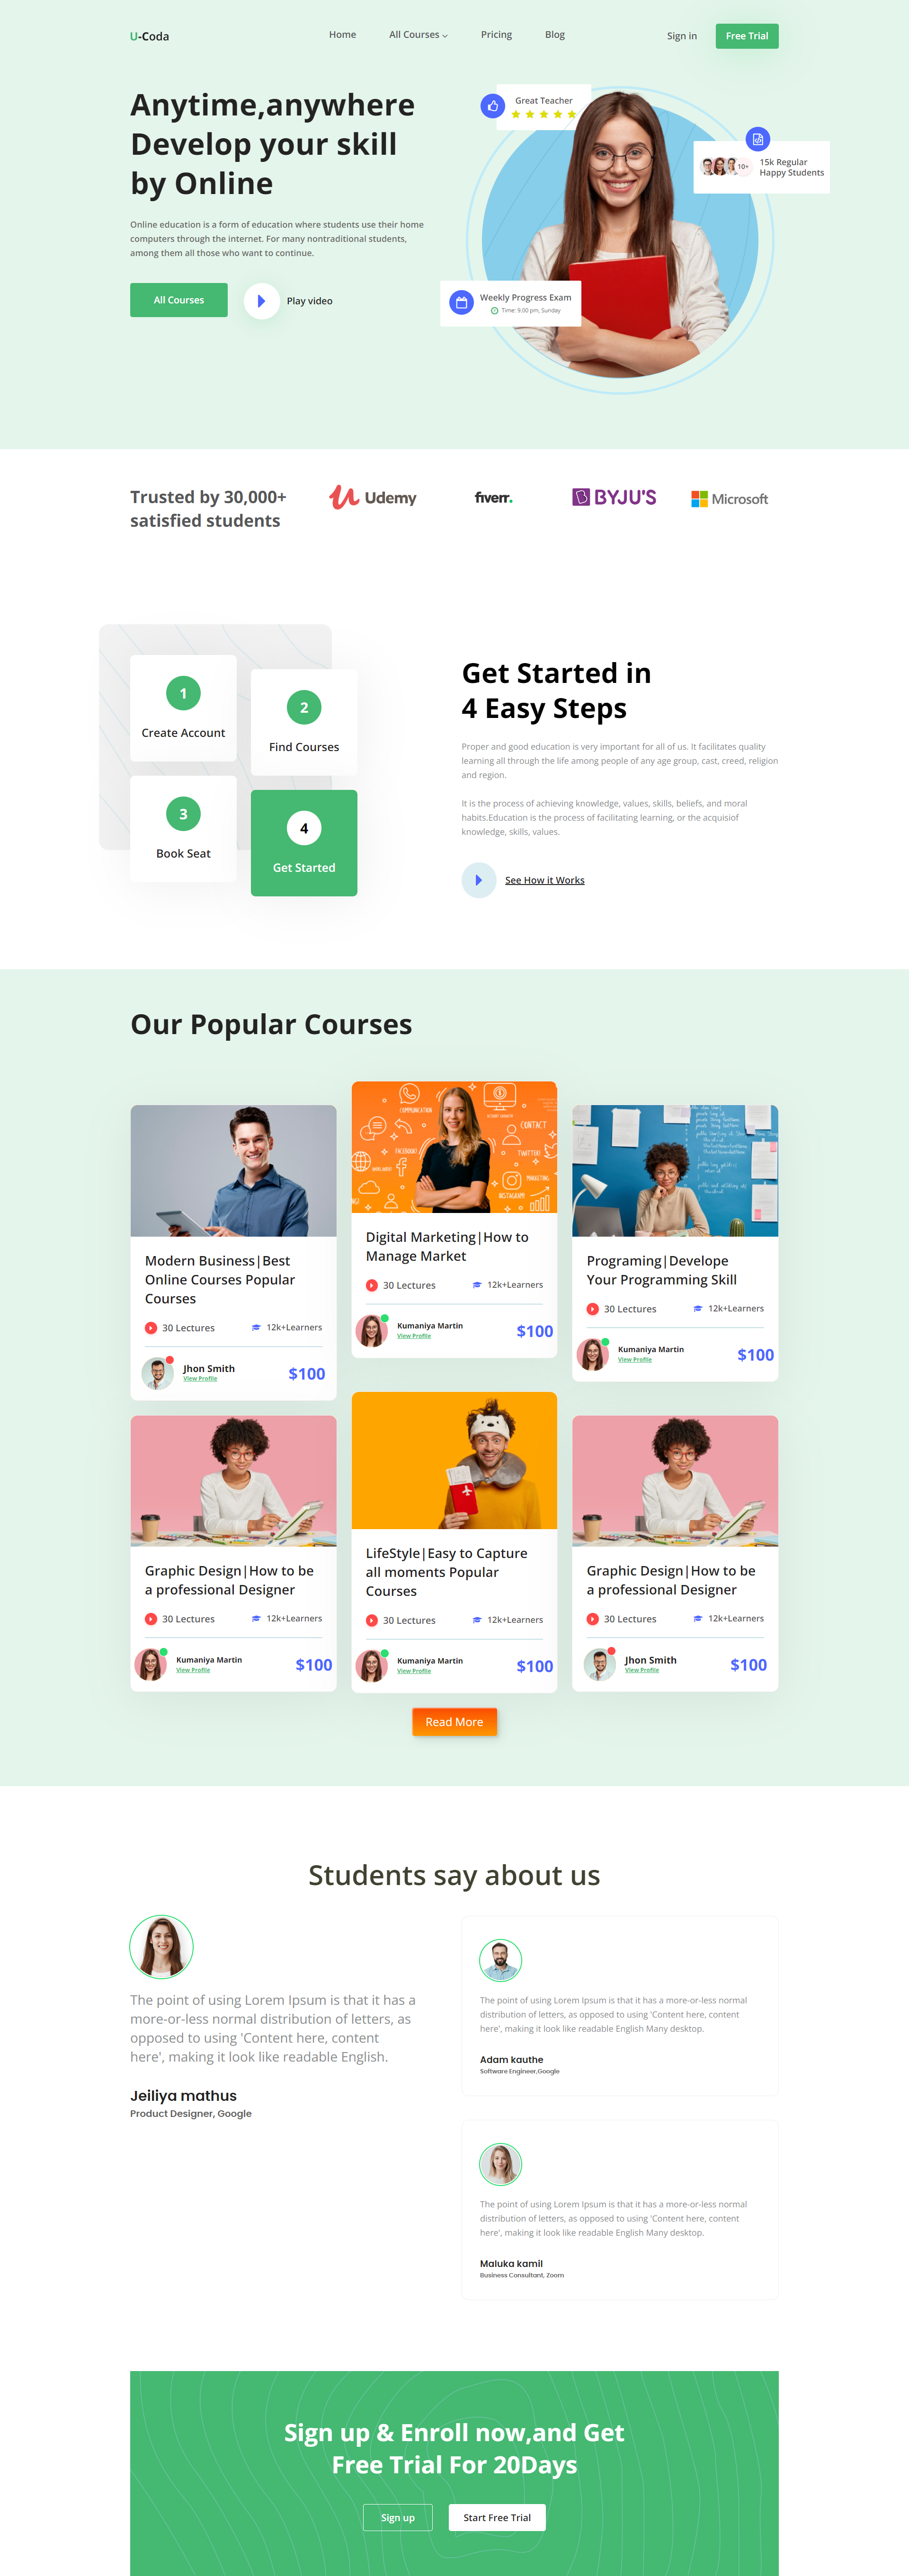 U-Coda
Home
All Courses
Pricing
Blog
Sign in
Free Trial
Anytime,anywhere
Develop your skill
by Online
Online education is a form of education where students use their home
computers through the internet. For many nontraditional students,
among them all those who want to continue.
All Courses
Play video
Great Teacher
10+
15k Regular
Happy Students
Weekly Progress Exam
Time: 9.00 pm, Sunday
Trusted by 30,000+
satisfied students
Udemy
fiverr.
BYJU'S
Microsoft
1
Create Account
2
Find Courses
3
Book Seat
4
Get Started
Get Started in
4 Easy Steps
Proper and good education is very important for all of us. It facilitates quality
learning all through the life among people of any age group, cast, creed, religion
and region.
It is the process of achieving knowledge, values, skills, beliefs, and moral
habits.Education is the process of facilitating learning, or the acquisiof
knowledge, skills, values.
See How it Works
Our Popular Courses
Modern Business|Best
Online Courses Popular
Courses
30 Lectures
12k+Learners
Jhon Smith
View Profile
$100
COMMUNICATION
CONTACT
FACEBOOK
TWITTER
MARKETING
INSTAGRAM
Digital Marketing|How to
Manage Market
30 Lectures
12k+Learners
Kumaniya Martin
View Profile
$100
Programing|Develope
Your Programming Skill
30 Lectures
12k+Learners
Kumaniya Martin
View Profile
$100
Graphic Design|How to be
a professional Designer
30 Lectures
12k+Learners
Kumaniya Martin
View Profile
$100
LifeStyle|Easy to Capture
all moments Popular
Courses
30 Lectures
12k+Learners
Kumaniya Martin
View Profile
$100
Graphic Design|How to be
a professional Designer
30 Lectures
12k+Learners
Jhon Smith
View Profile
$100
Read More
Students say about us
The point of using Lorem Ipsum is that it has a
more-or-less normal distribution of letters, as
opposed to using 'Content here, content
here', making it look like readable English.
Jeiliya mathus
Product Designer, Google
The point of using Lorem Ipsum is that it has a more-or-less normal
distribution of letters, as opposed to using 'Content here, content
here', making it look like readable English Many desktop.
Adam kauthe
Software Engineer,Google
The point of using Lorem Ipsum is that it has a more-or-less normal
distribution of letters, as opposed to using 'Content here, content
here', making it look like readable English Many desktop.
Maluka kamil
Business Consultant, Zoom
Sign up & Enroll now,and Get
Free Trial For 20Days
Sign up
Start Free Trial